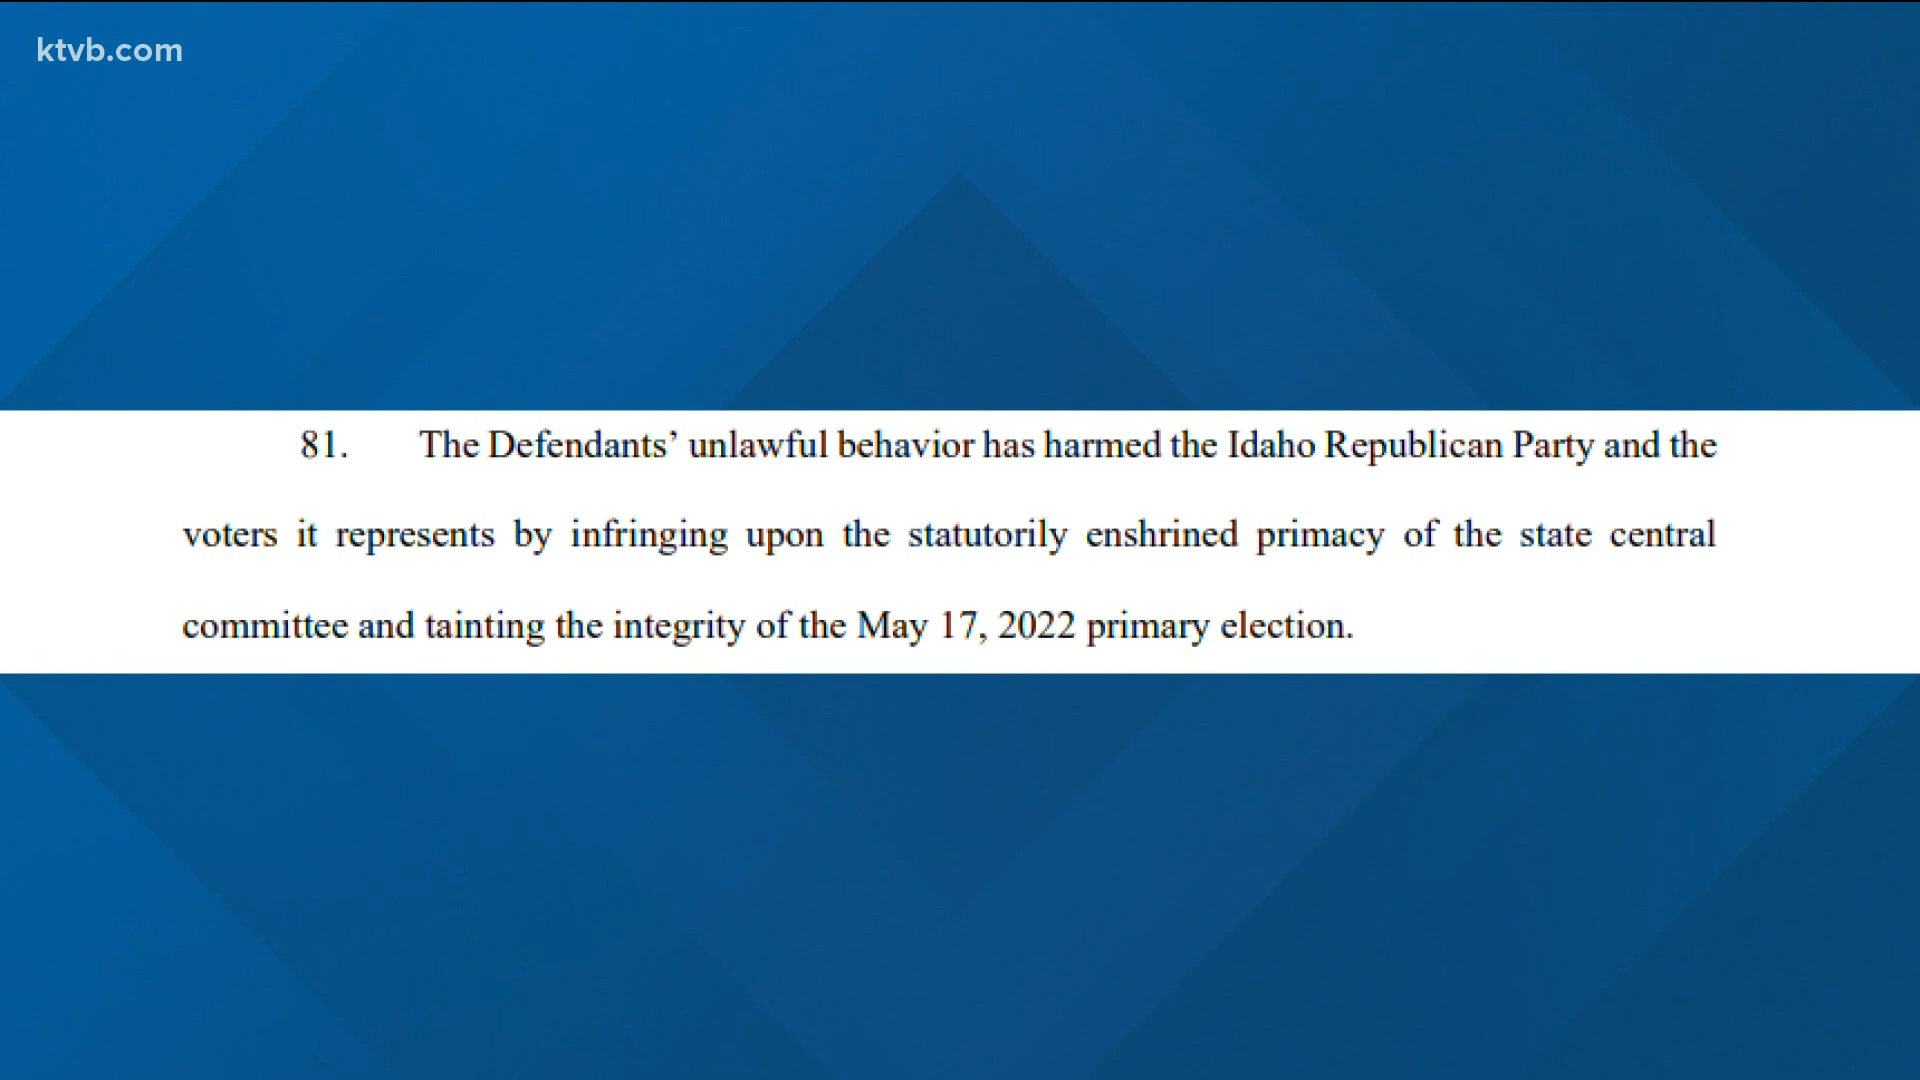 ktvb.com
81. The Defendants’ unlawful behavior has harmed the Idaho Republican Party and the
voters it represents by infringing upon the statutorily enshrined primacy of the state central
committee and tainting the integrity of the May 17, 2022 primary election.